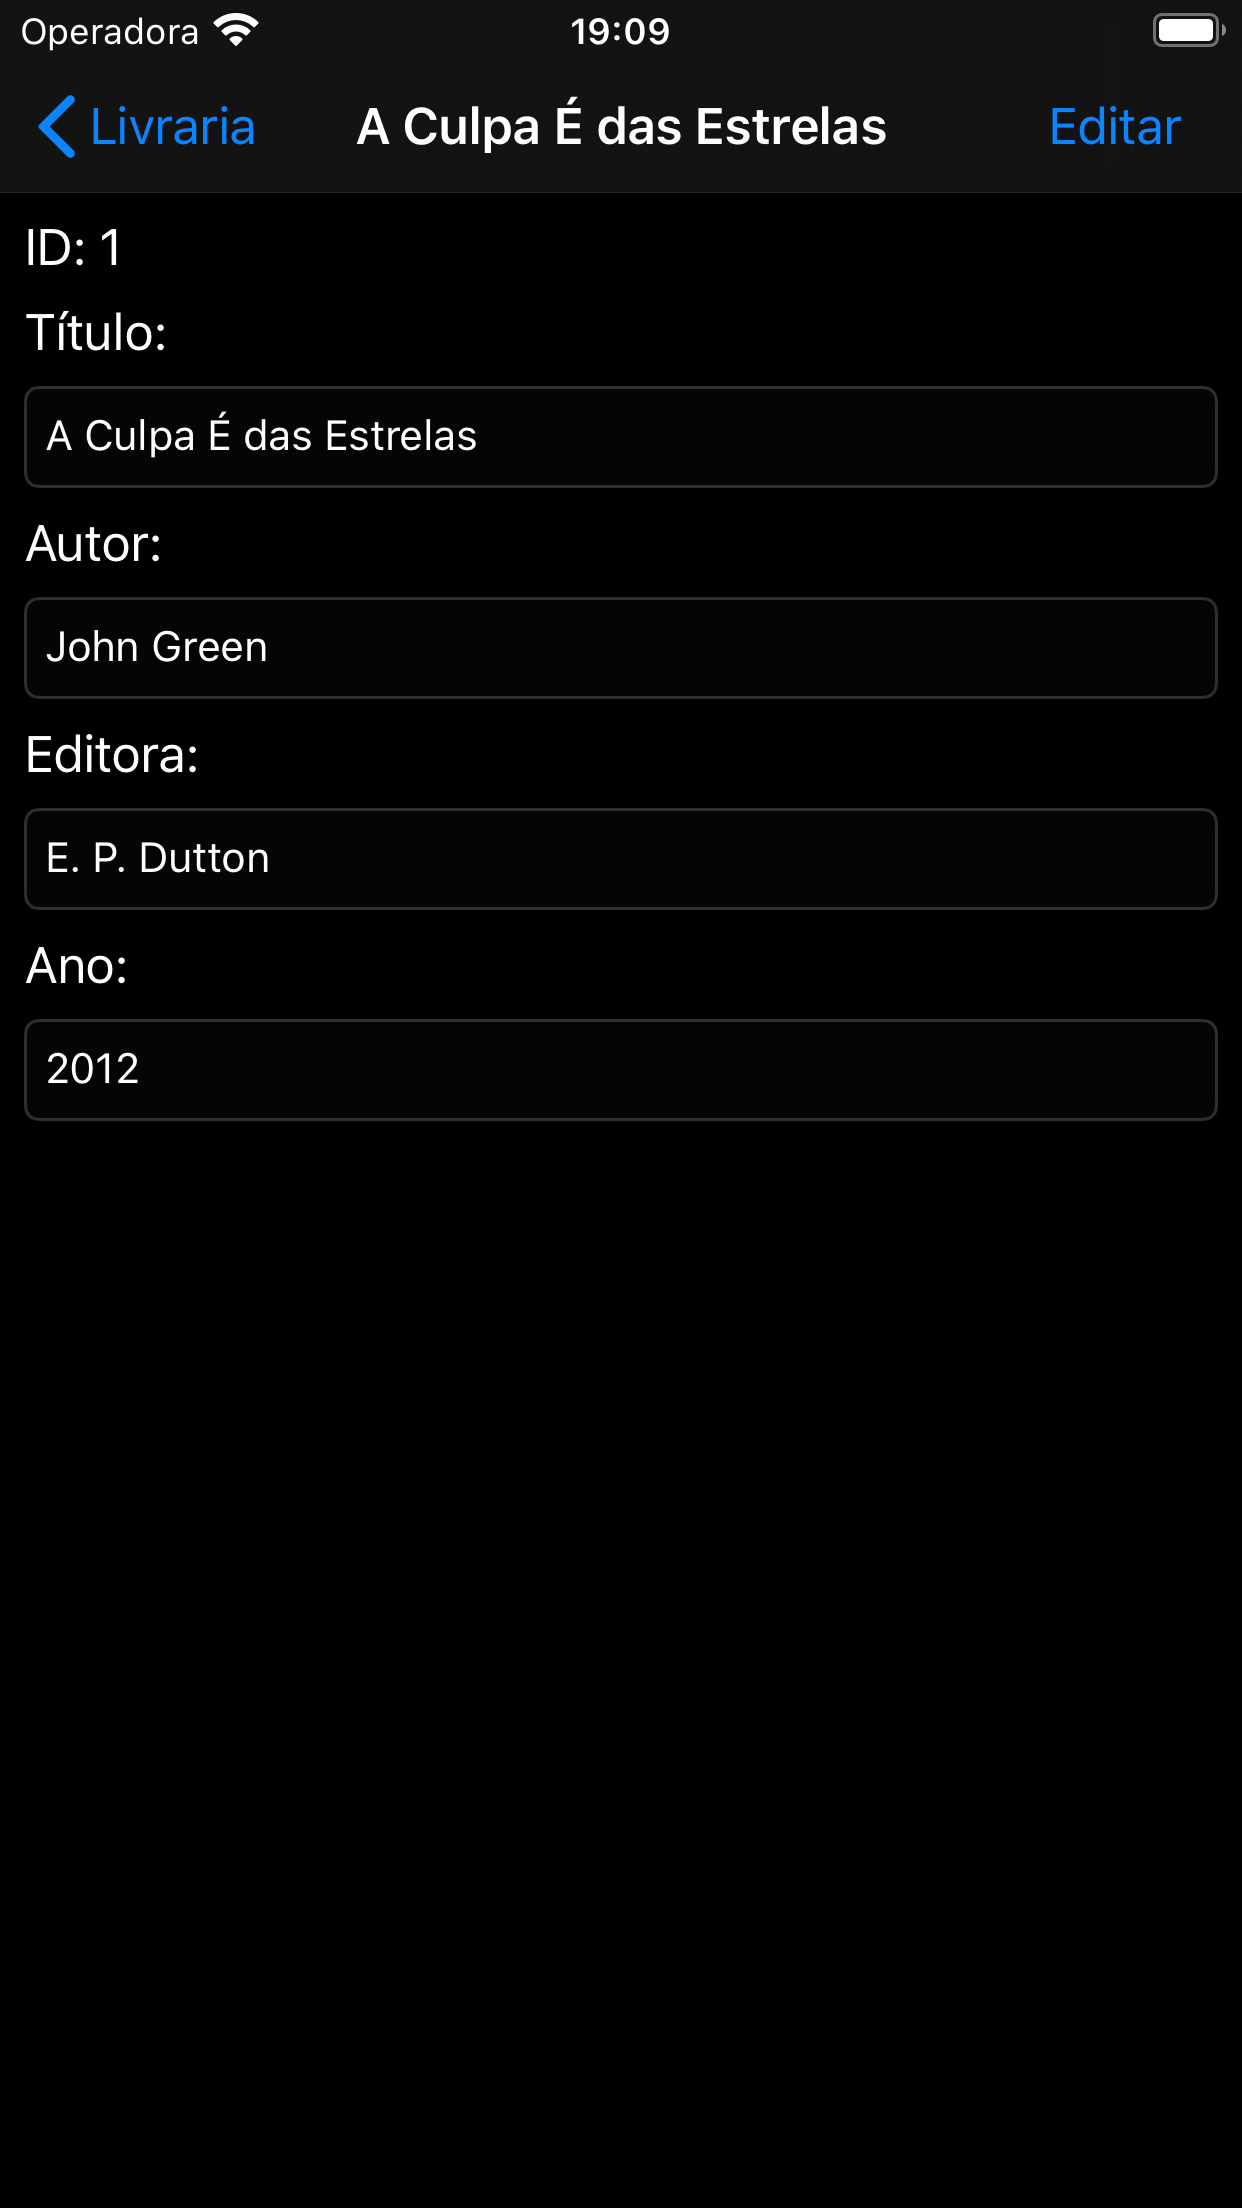 Operadora 19:09
Livraria A Culpa É das Estrelas Editar
ID: 1
Título:
A Culpa É das Estrelas
Autor:
John Green
Editora:
E. P. Dutton
Ano:
2012